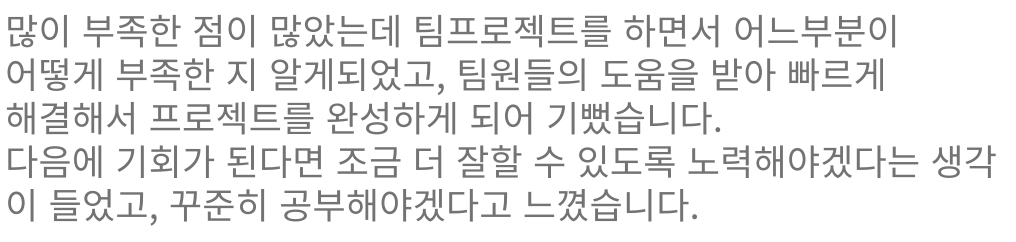 많이 부족한 점이 많았는데 팀프로젝트를 하면서 어느부분이
어떻게 부족한 지 알게되었고, 팀원들의 도움을 받아 빠르게
해결해서 프로젝트를 완성하게 되어 기뻤습니다.
다음에 기회가 된다면 조금 더 잘할 수 있도록 노력해야겠다는 생각
이 들었고, 꾸준히 공부해야겠다고 느꼈습니다.